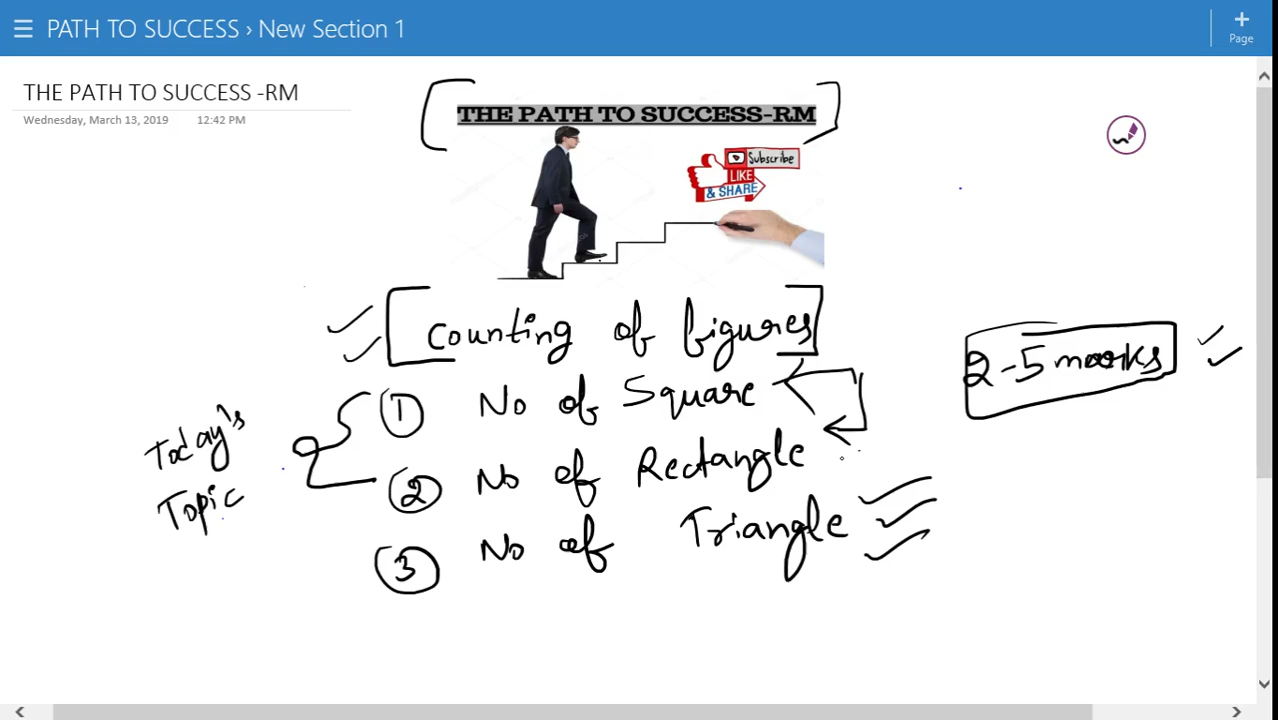 PATH TO SUCCESS › New Section 1
Page
THE PATH TO SUCCESS -RM
Wednesday, March 13, 2019 12:42 PM
THE PATH TO SUCCESS-RM
Subscribe
LIKE
& SHARE
Counting of figures
2-5 marks
Today's
Topic
① No of Square
② No of Rectangle
③ No of Triangle